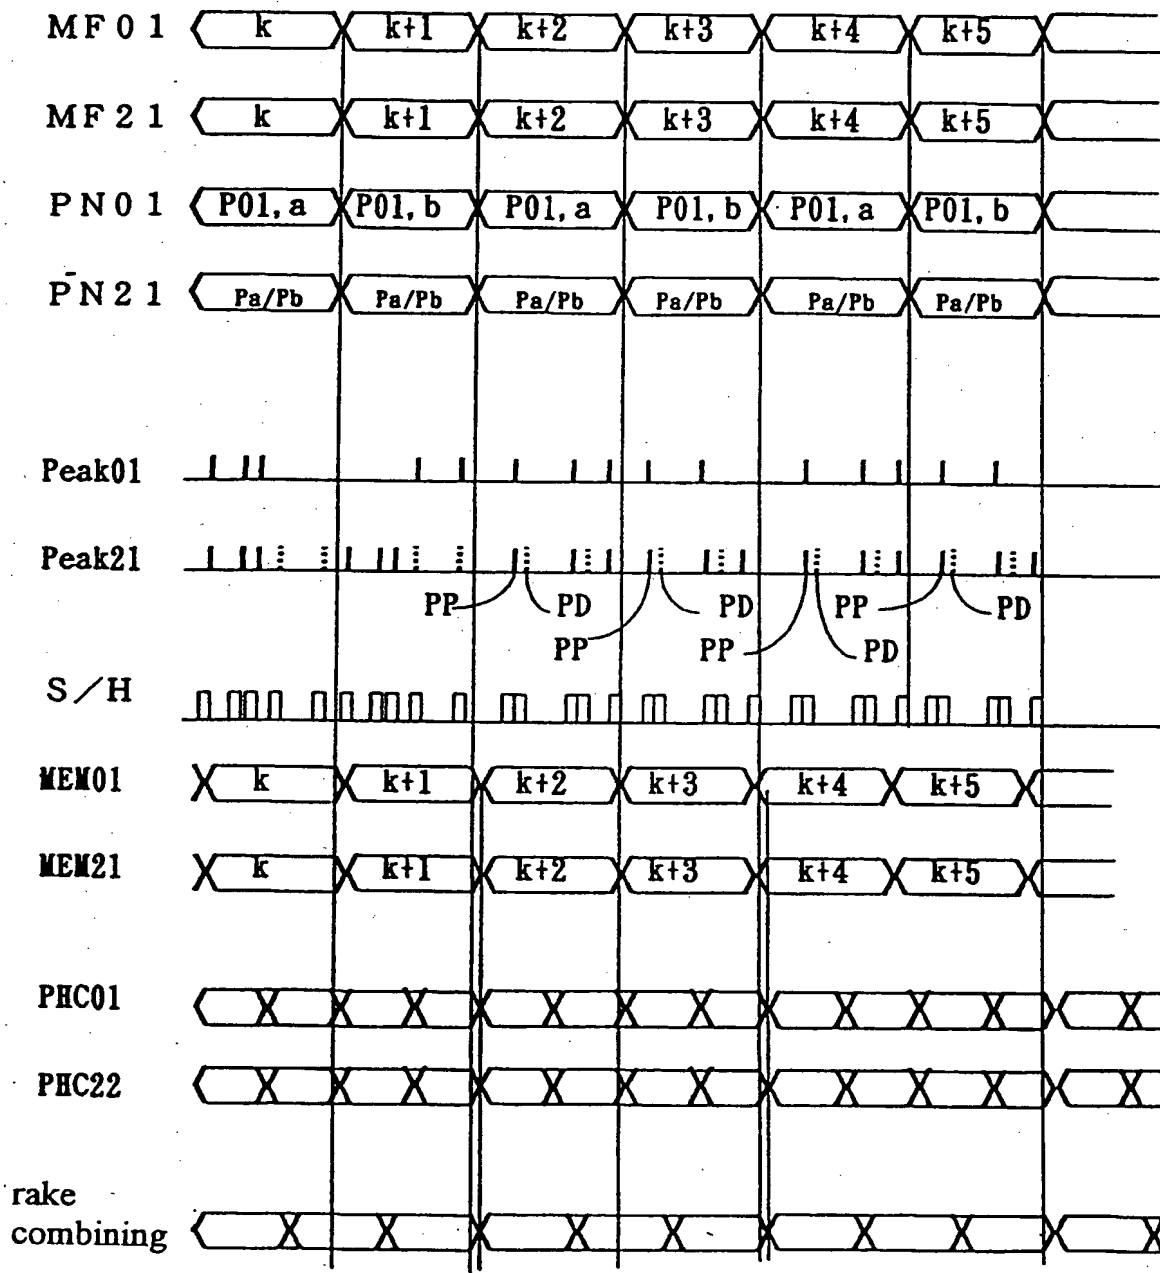 MF01 k k+1 k+2 k+3 k+4 k+5
MF21 k k+1 k+2 k+3 k+4 k+5
PN01 P01,a P01,b P01,a P01,b P01,a P01,b
PN21 Pa/Pb Pa/Pb Pa/Pb Pa/Pb Pa/Pb Pa/Pb
Peak01
Peak21
PP PD PD PP PD
PP PP PD
S/H
MEM01 k k+1 k+2 k+3 k+4 k+5
MEM21 k k+1 k+2 k+3 k+4 k+5
PHC01
PHC22
rake
combining